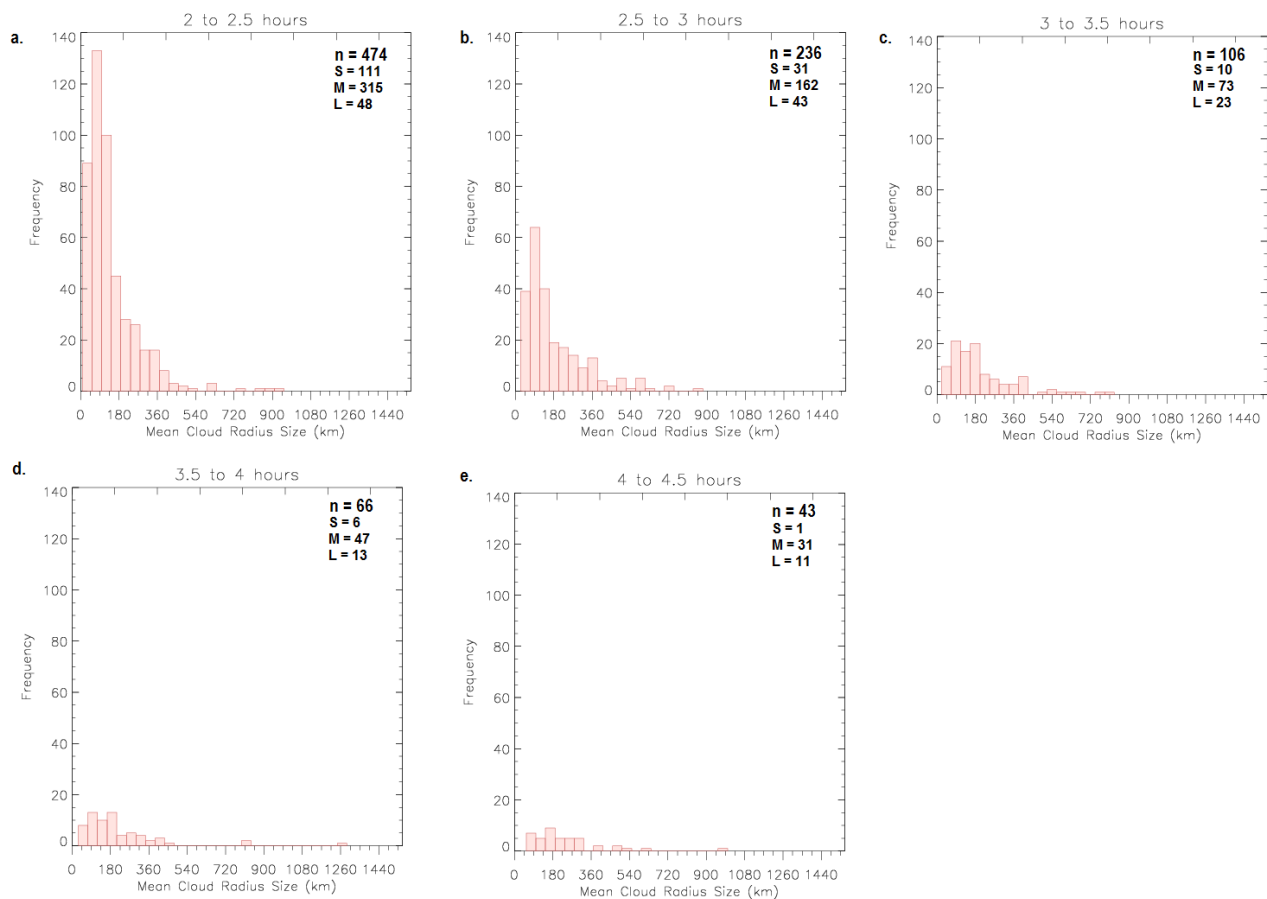 a.
2 to 2.5 hours
n = 474
S = 111
M = 315
L = 48
140
120
100
80
60
40
20
0
Frequency
0 180 360 540 720 900 1080 1260 1440
Mean Cloud Radius Size (km)
b.
2.5 to 3 hours
n = 236
S = 31
M = 162
L = 43
140
120
100
80
60
40
20
0
Frequency
0 180 360 540 720 900 1080 1260 1440
Mean Cloud Radius Size (km)
c.
3 to 3.5 hours
n = 106
S = 10
M = 73
L = 23
140
120
100
80
60
40
20
0
Frequency
0 180 360 540 720 900 1080 1260 1440
Mean Cloud Radius Size (km)
d.
3.5 to 4 hours
n = 66
S = 6
M = 47
L = 13
140
120
100
80
60
40
20
0
Frequency
0 180 360 540 720 900 1080 1260 1440
Mean Cloud Radius Size (km)
e.
4 to 4.5 hours
n = 43
S = 1
M = 31
L = 11
140
120
100
80
60
40
20
0
Frequency
0 180 360 540 720 900 1080 1260 1440
Mean Cloud Radius Size (km)